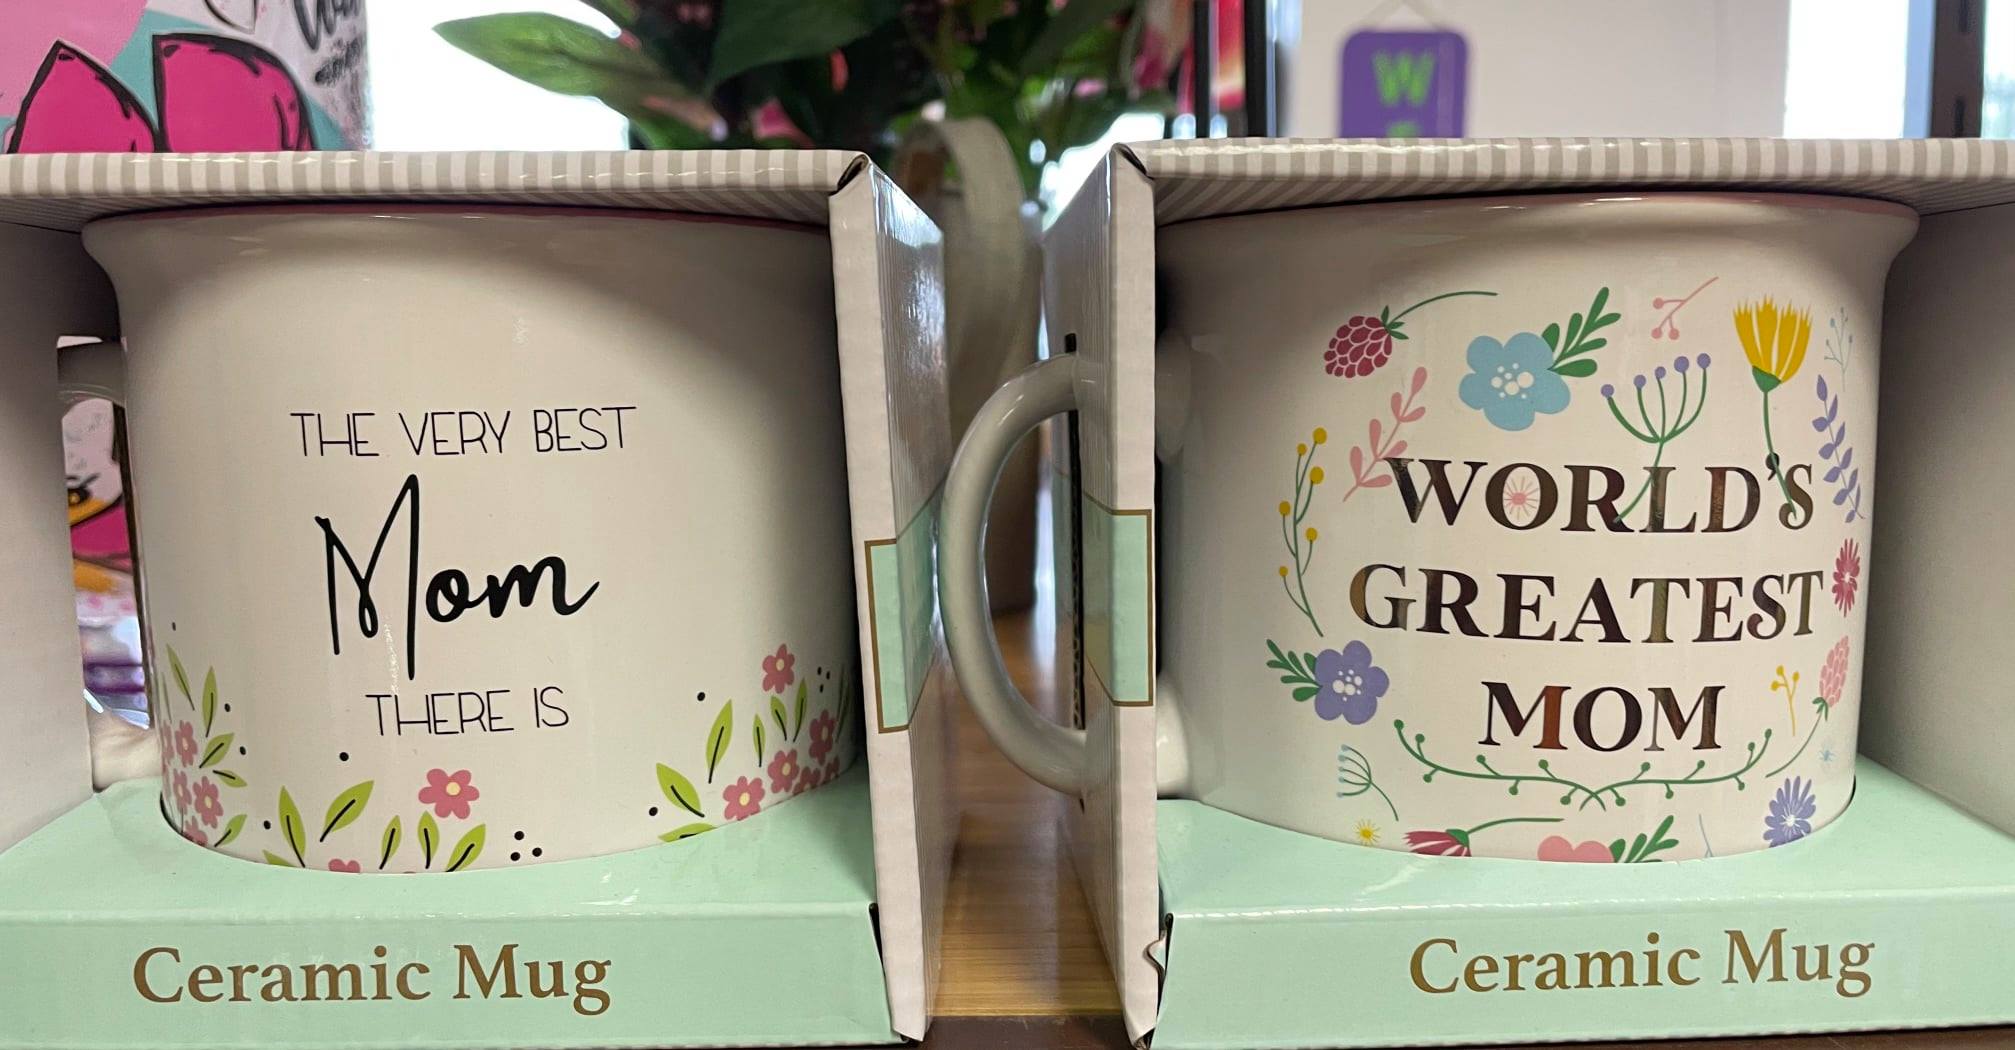 THE VERY BEST
Mom
THERE IS
Ceramic Mug
WORLD'S
GREATEST
MOM
Ceramic Mug
W